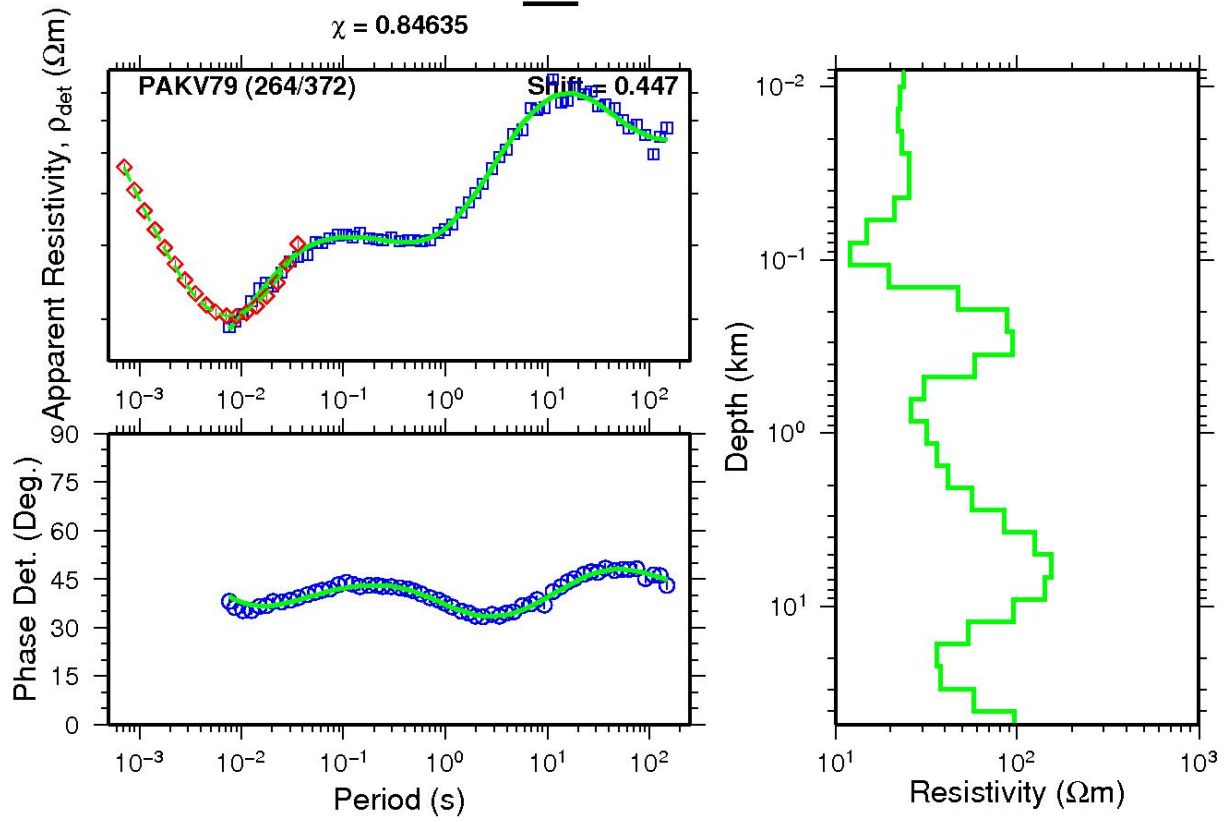 χ = 0.84635
PAKV79 (264/372)
Shift = 0.447
Apparent Resistivity, ρdet (Ωm)
10⁻³ 10⁻² 10⁻¹ 10⁰ 10¹ 10²
Phase Det. (Deg.)
90
75
60
45
30
15
0
10⁻³ 10⁻² 10⁻¹ 10⁰ 10¹ 10²
Period (s)
Depth (km)
10⁻²
10⁻¹
10⁰
10¹
10¹ 10² 10³
Resistivity (Ωm)